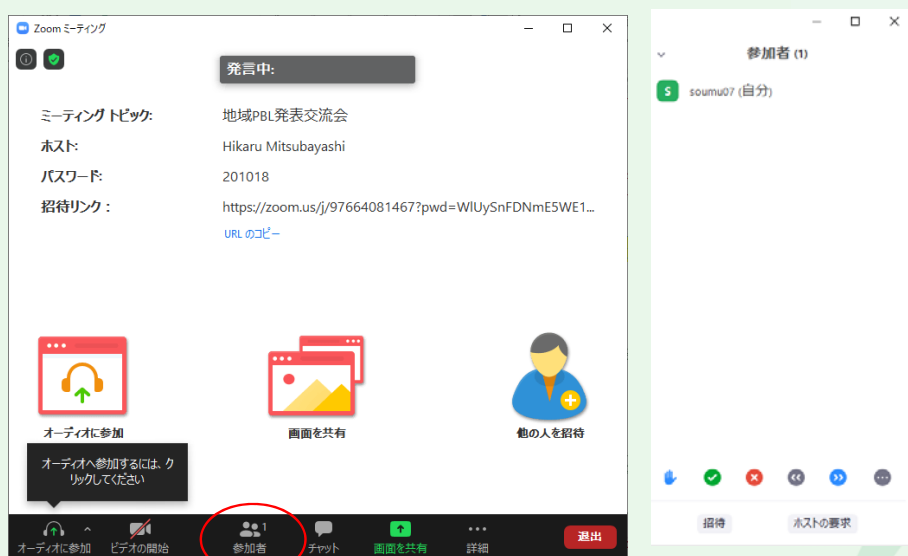 Zoom ミーティング
発言中:
ミーティング トピック: 地域PBL発表交流会
ホスト: Hikaru Mitsubayashi
パスワード: 201018
招待リンク: https://zoom.us/j/97664081467?pwd=WlUySnFDNmE5WE1...
URL のコピー
オーディオに参加
画面を共有
他の人を招待
オーディオへ参加するには、ク
リックしてください
オーディオに参加
ビデオの開始
1
参加者
チャット
画面を共有
詳細
退出
参加者 (1)
S soumu07 (自分)
招待
ホストの要求